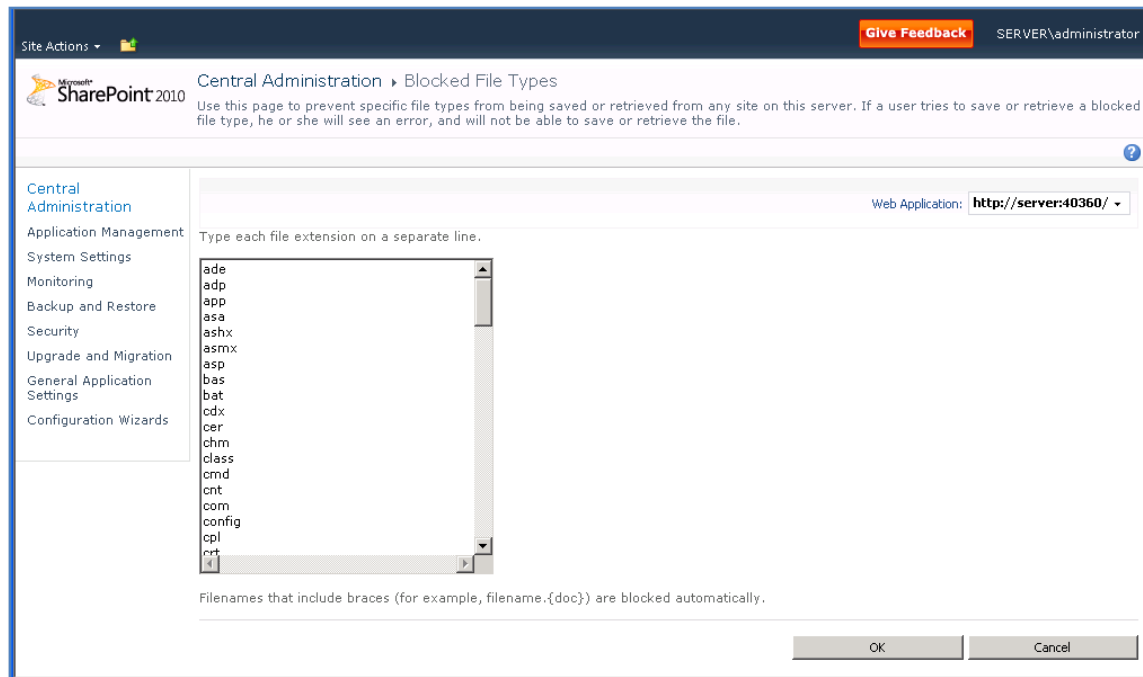 Site Actions
Give Feedback
SERVER\administrator
Microsoft®
SharePoint 2010
Central Administration ▸ Blocked File Types
Use this page to prevent specific file types from being saved or retrieved from any site on this server. If a user tries to save or retrieve a blocked
file type, he or she will see an error, and will not be able to save or retrieve the file.
Central
Administration
Application Management
System Settings
Monitoring
Backup and Restore
Security
Upgrade and Migration
General Application
Settings
Configuration Wizards
Web Application: http://server:40360/
Type each file extension on a separate line.
ade
adp
app
asa
ashx
asmx
asp
bas
bat
cdx
cer
chm
class
cmd
cnt
com
config
cpl
crt
Filenames that include braces (for example, filename.{doc}) are blocked automatically.
OK
Cancel